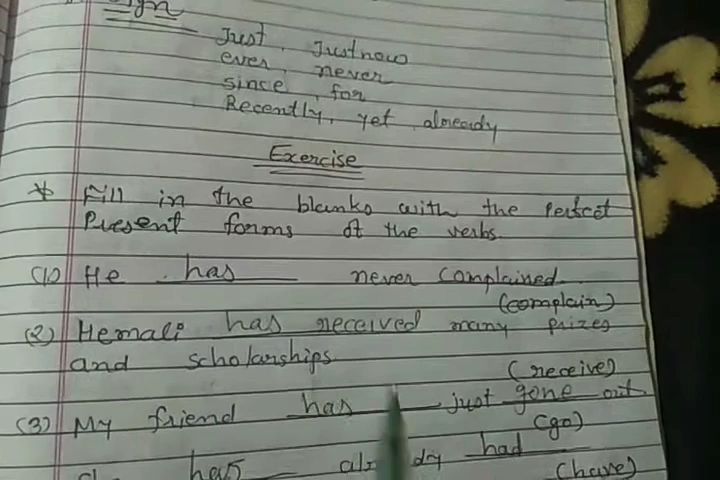 Just, Justnow
ever, never
since, for
Recently, yet, already
Exercise
* Fill in the blanks with the Perfect
Present forms of the verbs.
(1) He has never complained.
(complain)
(2) Hemali has received many prizes
and scholarships (receive)
(3) My friend has just gone out.
(go)
has already had
(have)